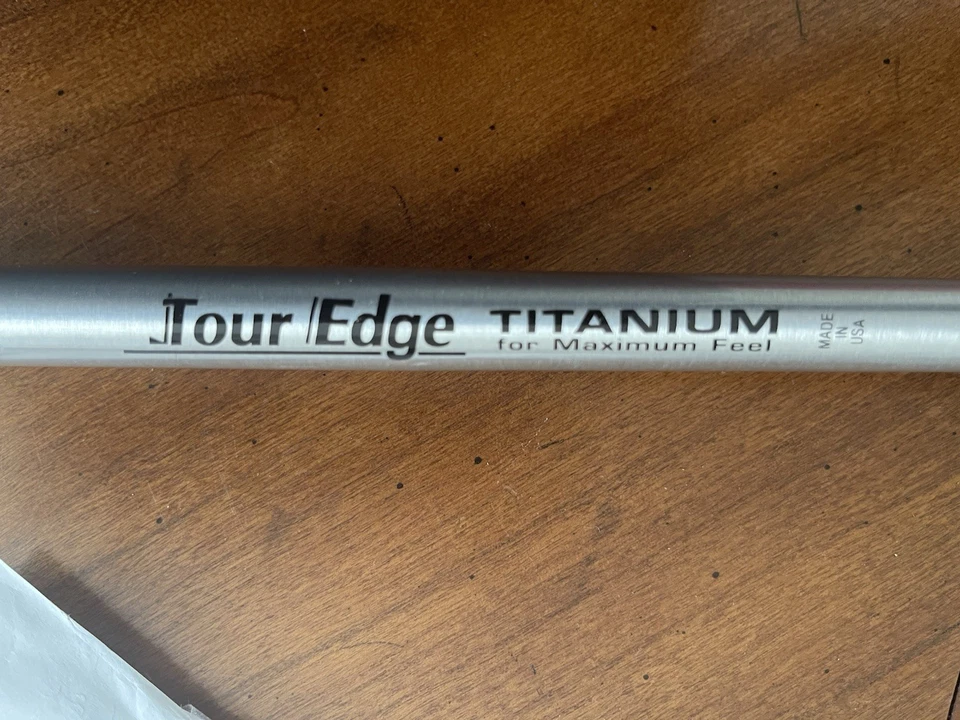 Tour Edge
TITANIUM
for Maximum Feel
MADE
IN
USA